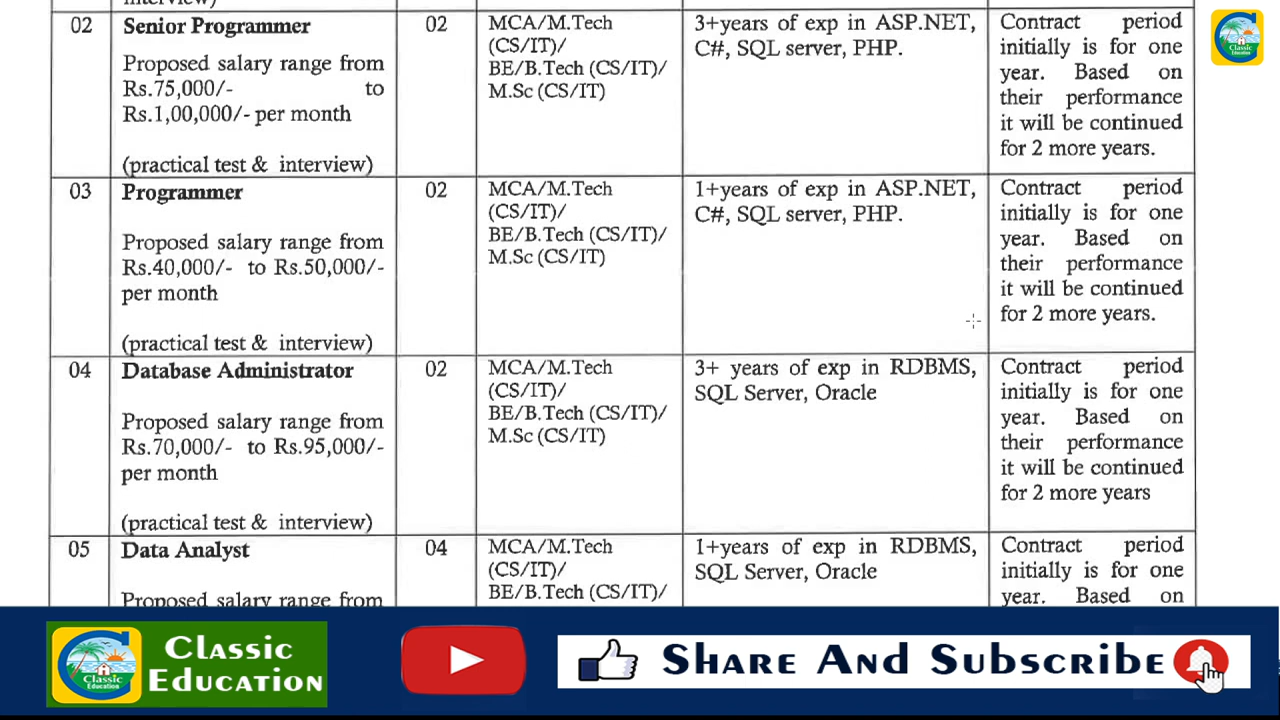 interview)
02 Senior Programmer 02 MCA/M.Tech 3+years of exp in ASP.NET, Contract period
(CS/IT)/ C#, SQL server, PHP. initially is for one
Proposed salary range from BE/B.Tech (CS/IT)/ year. Based on
Rs.75,000/- to M.Sc (CS/IT) their performance
Rs.1,00,000/- per month it will be continued
for 2 more years.
(practical test & interview)
03 Programmer 02 MCA/M.Tech 1+years of exp in ASP.NET, Contract period
(CS/IT)/ C#, SQL server, PHP. initially is for one
Proposed salary range from BE/B.Tech (CS/IT)/ year. Based on
Rs.40,000/- to Rs.50,000/- M.Sc (CS/IT) their performance
per month it will be continued
for 2 more years.
(practical test & interview)
04 Database Administrator 02 MCA/M.Tech 3+ years of exp in RDBMS, Contract period
(CS/IT)/ SQL Server, Oracle initially is for one
Proposed salary range from BE/B.Tech (CS/IT)/ year. Based on
Rs.70,000/- to Rs.95,000/- M.Sc (CS/IT) their performance
per month it will be continued
for 2 more years
(practical test & interview)
05 Data Analyst 04 MCA/M.Tech 1+years of exp in RDBMS, Contract period
(CS/IT)/ SQL Server, Oracle initially is for one
Proposed salary range from BE/B.Tech (CS/IT)/ year. Based on
Classic
Education
Classic
Education
Classic
Education
Share And Subscribe